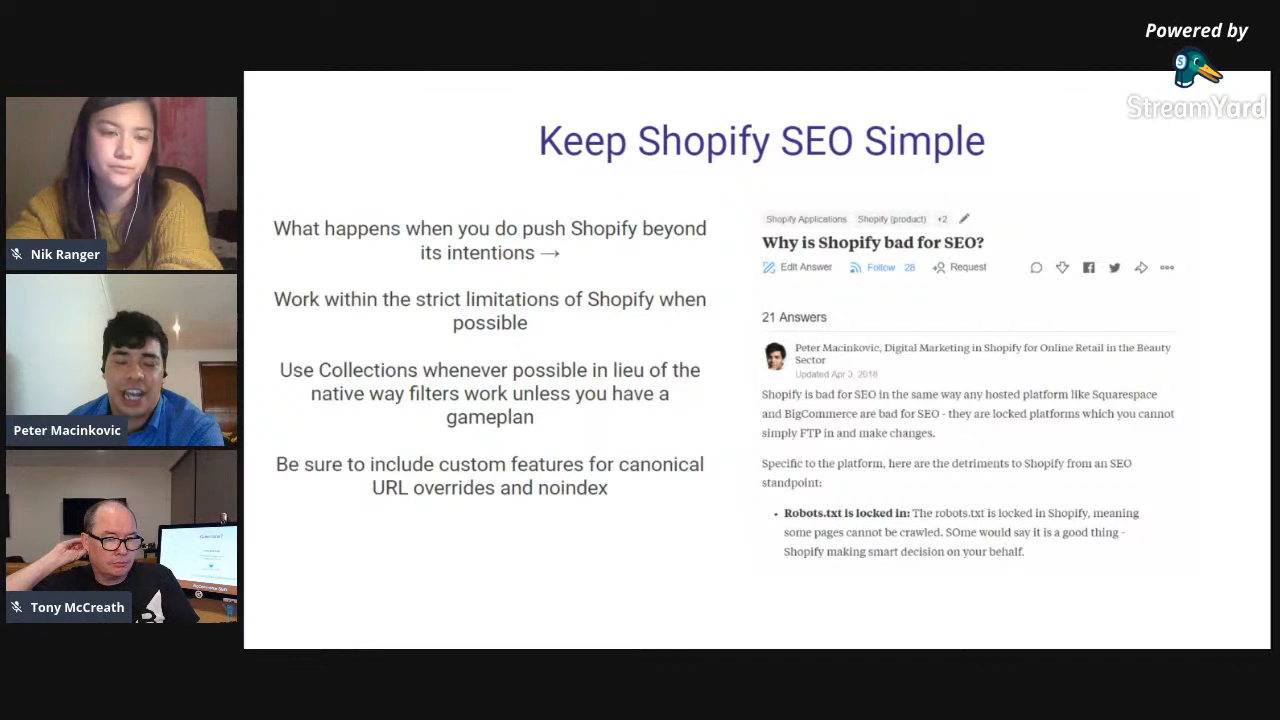 Powered by
StreamYard
Nik Ranger
Peter Macinkovic
Tony McCreath
Keep Shopify SEO Simple
What happens when you do push Shopify beyond
its intentions →
Work within the strict limitations of Shopify when
possible
Use Collections whenever possible in lieu of the
native way filters work unless you have a
gameplan
Be sure to include custom features for canonical
URL overrides and noindex
Shopify Applications Shopify (product) +2
Why is Shopify bad for SEO?
Edit Answer Follow 28 Request
21 Answers
Peter Macinkovic, Digital Marketing in Shopify for Online Retail in the Beauty
Sector
Updated Apr 3, 2018
Shopify is bad for SEO in the same way any hosted platform like Squarespace
and BigCommerce are bad for SEO - they are locked platforms which you cannot
simply FTP in and make changes.
Specific to the platform, here are the detriments to Shopify from an SEO
standpoint:
• Robots.txt is locked in: The robots.txt is locked in Shopify, meaning
some pages cannot be crawled. SOme would say it is a good thing -
Shopify making smart decision on your behalf.